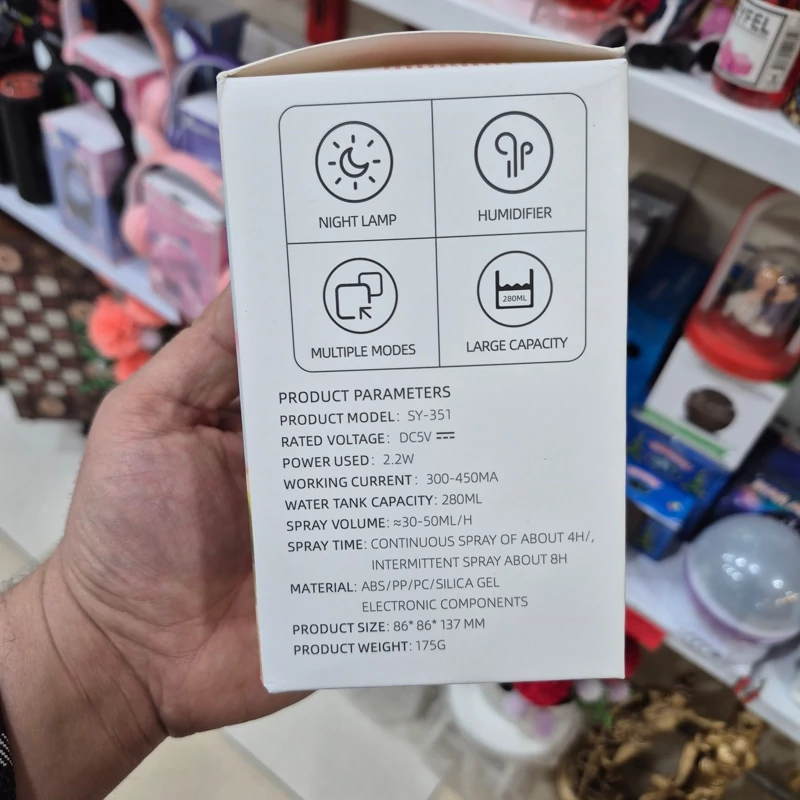 NIGHT LAMP
HUMIDIFIER
280ML
MULTIPLE MODES
LARGE CAPACITY
PRODUCT PARAMETERS
PRODUCT MODEL: SY-351
RATED VOLTAGE: DC5V ⎓
POWER USED: 2.2W
WORKING CURRENT: 300-450MA
WATER TANK CAPACITY: 280ML
SPRAY VOLUME: ≈30-50ML/H
SPRAY TIME: CONTINUOUS SPRAY OF ABOUT 4H/,
INTERMITTENT SPRAY ABOUT 8H
MATERIAL: ABS/PP/PC/SILICA GEL
ELECTRONIC COMPONENTS
PRODUCT SIZE: 86* 86* 137 MM
PRODUCT WEIGHT: 175G